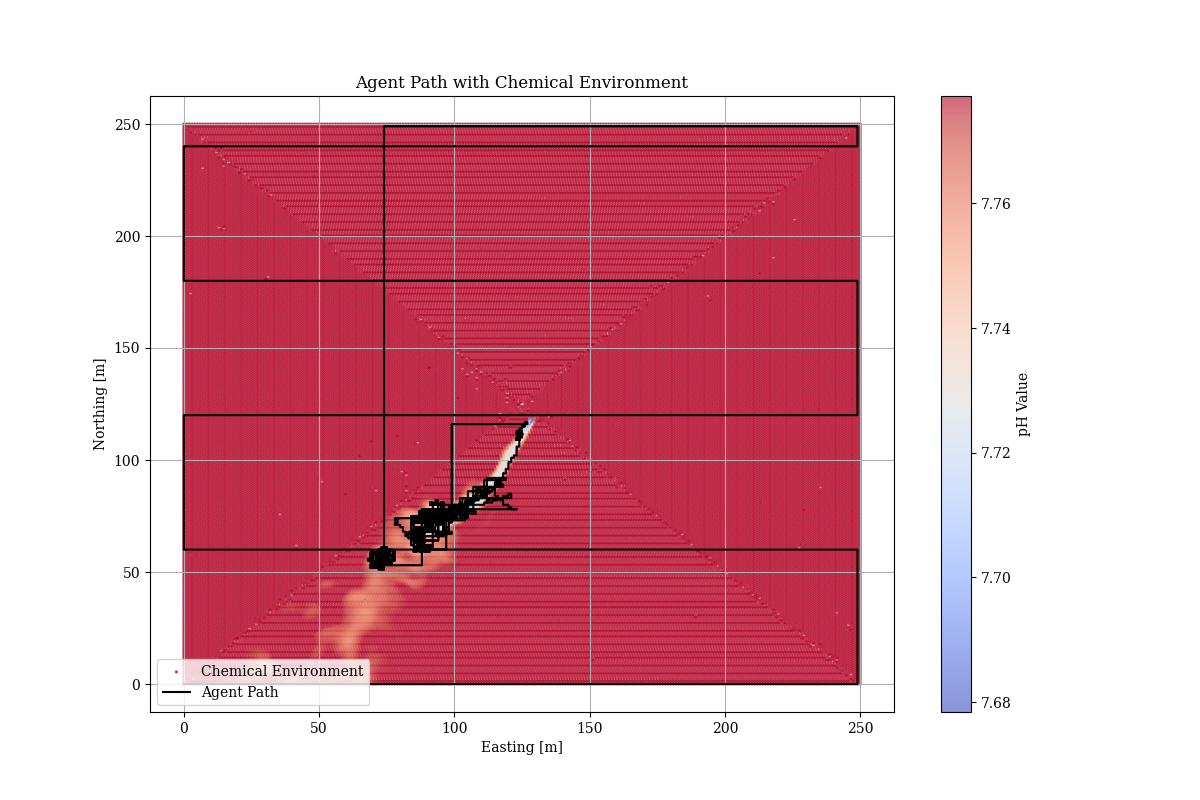 Agent Path with Chemical Environment
250
200
150
100
50
0
Northing [m]
Chemical Environment
Agent Path
0
50
100
150
200
250
Easting [m]
7.76
7.74
7.72
7.70
7.68
pH Value